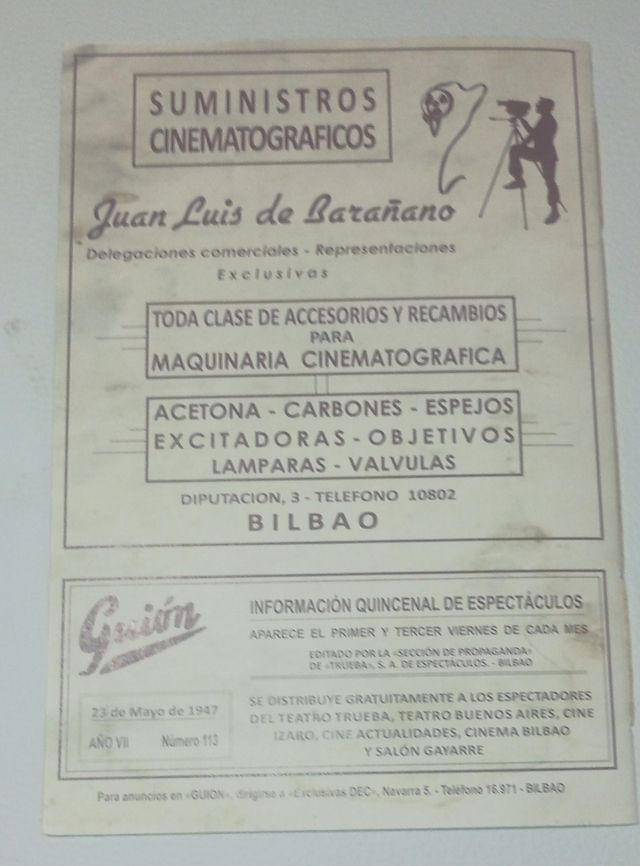 SUMINISTROS
CINEMATOGRAFICOS
Juan Luis de Barañano
Delegaciones comerciales - Representaciones
Exclusivas
TODA CLASE DE ACCESORIOS Y RECAMBIOS
PARA
MAQUINARIA CINEMATOGRAFICA
ACETONA - CARBONES - ESPEJOS
EXCITADORAS - OBJETIVOS
LAMPARAS - VALVULAS
DIPUTACION, 3 - TELEFONO 10802
BILBAO
Guión
INFORMACIÓN QUINCENAL DE ESPECTÁCULOS
APARECE EL PRIMER Y TERCER VIERNES DE CADA MES
EDITADO POR LA «SECCIÓN DE PROPAGANDA»
DE «TRUEBA», S. A. DE ESPECTÁCULOS. - BILBAO
23 de Mayo de 1947
AÑO VII Número 113
SE DISTRIBUYE GRATUITAMENTE A LOS ESPECTADORES
DEL TEATRO TRUEBA, TEATRO BUENOS AIRES, CINE
IZARO, CINE ACTUALIDADES, CINEMA BILBAO
Y SALÓN GAYARRE
Para anuncios en «GUION», dirigirse a «Exclusivas DEC», Navarra 5. - Teléfono 16.971 - BILBAO